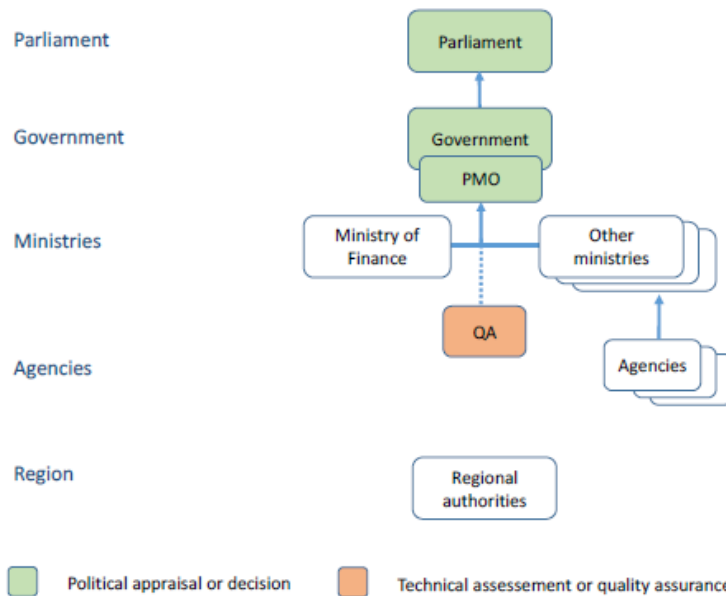 Parliament
Parliament
Government
Government
PMO
Ministries
Ministry of
Finance
Other
ministries
QA
Agencies
Agencies
Region
Regional
authorities
Political appraisal or decision
Technical assessement or quality assurance